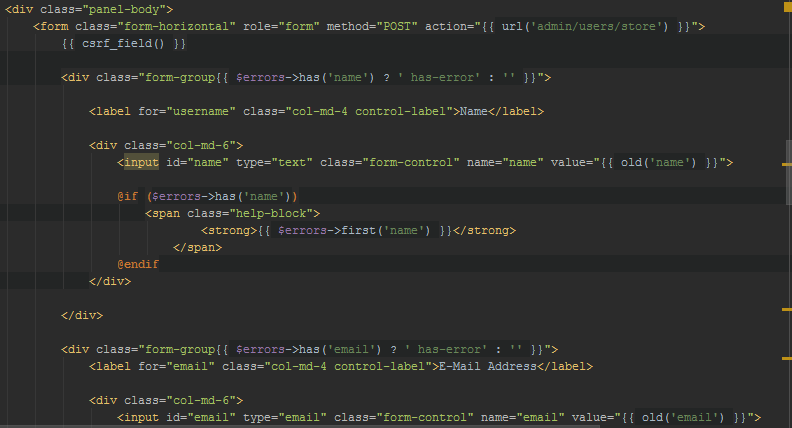 <div class="panel-body">
<form class="form-horizontal" role="form" method="POST" action="{{ url('admin/users/store') }}">
{{ csrf_field() }}
<div class="form-group{{ $errors->has('name') ? ' has-error' : '' }}">
<label for="username" class="col-md-4 control-label">Name</label>
<div class="col-md-6">
<input id="name" type="text" class="form-control" name="name" value="{{ old('name') }}">
@if ($errors->has('name'))
<span class="help-block">
<strong>{{ $errors->first('name') }}</strong>
</span>
@endif
</div>
</div>
<div class="form-group{{ $errors->has('email') ? ' has-error' : '' }}">
<label for="email" class="col-md-4 control-label">E-Mail Address</label>
<div class="col-md-6">
<input id="email" type="email" class="form-control" name="email" value="{{ old('email') }}">